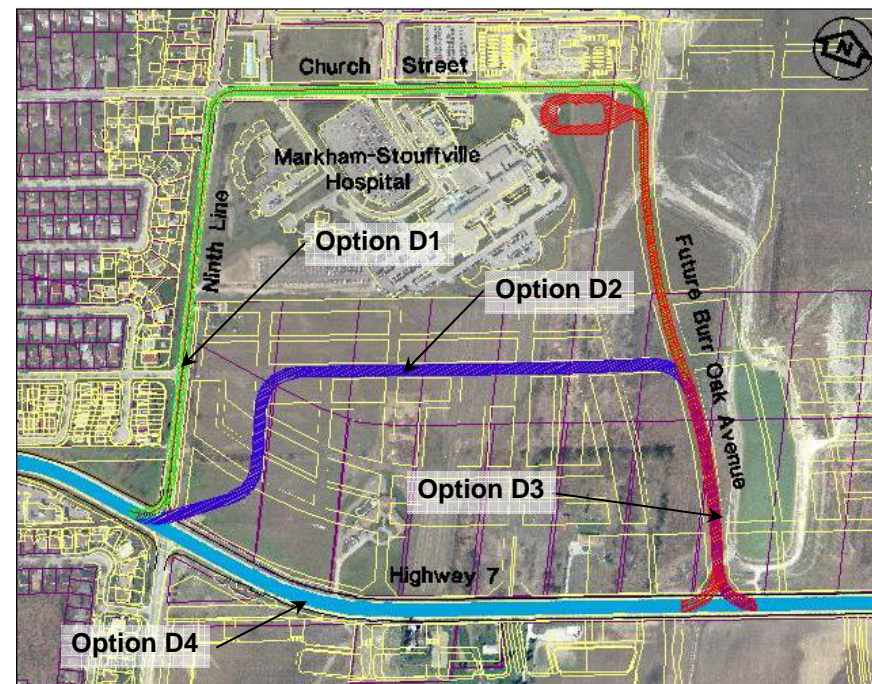 Church Street
N
Markham-Stouffville
Hospital
Ninth Line
Option D1
Option D2
Future Burr Oak Avenue
Option D3
Highway 7
Option D4